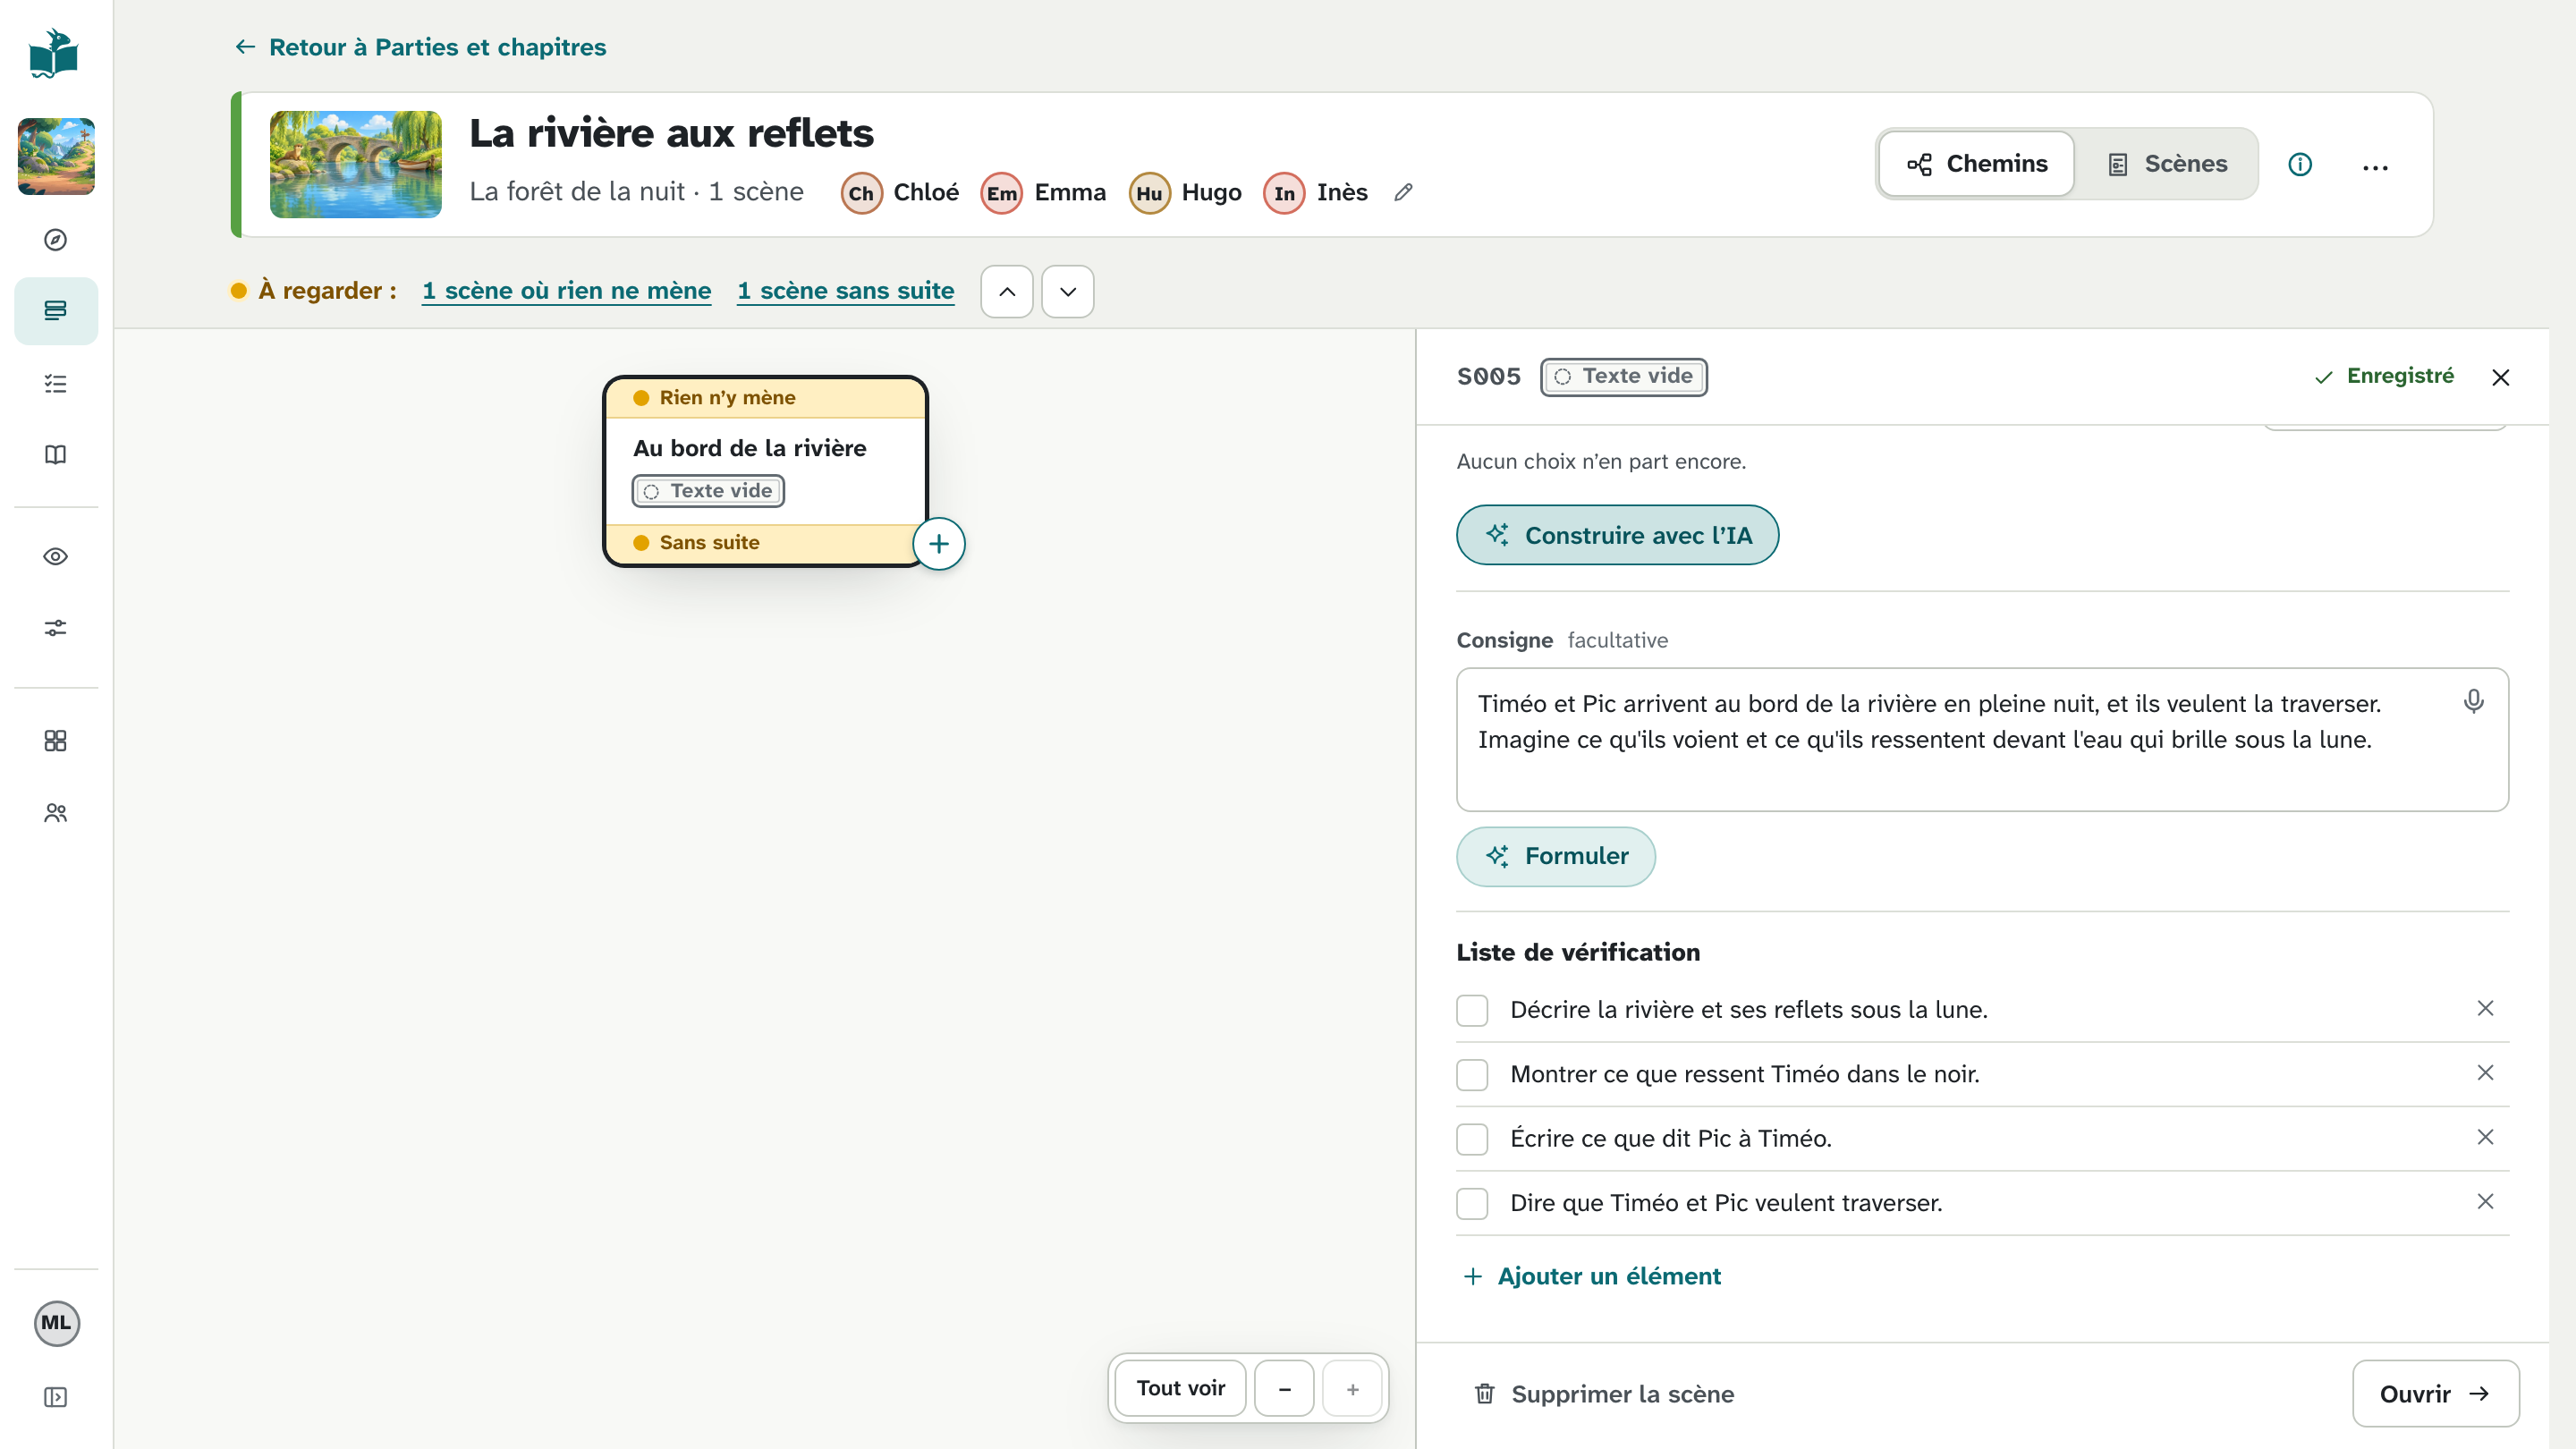 Retour à Parties et chapitres
La rivière aux reflets
La forêt de la nuit · 1 scène
Ch Chloé Em Emma Hu Hugo In Inès
Chemins
Scènes
À regarder : 1 scène où rien ne mène 1 scène sans suite
Rien n’y mène
Au bord de la rivière
Texte vide
Sans suite
Tout voir
ML
S005 Texte vide
Enregistré
Aucun choix n’en part encore.
Construire avec l’IA
Consigne facultative
Timéo et Pic arrivent au bord de la rivière en pleine nuit, et ils veulent la traverser.
Imagine ce qu'ils voient et ce qu'ils ressentent devant l'eau qui brille sous la lune.
Formuler
Liste de vérification
Décrire la rivière et ses reflets sous la lune.
Montrer ce que ressent Timéo dans le noir.
Écrire ce que dit Pic à Timéo.
Dire que Timéo et Pic veulent traverser.
Ajouter un élément
Supprimer la scène
Ouvrir